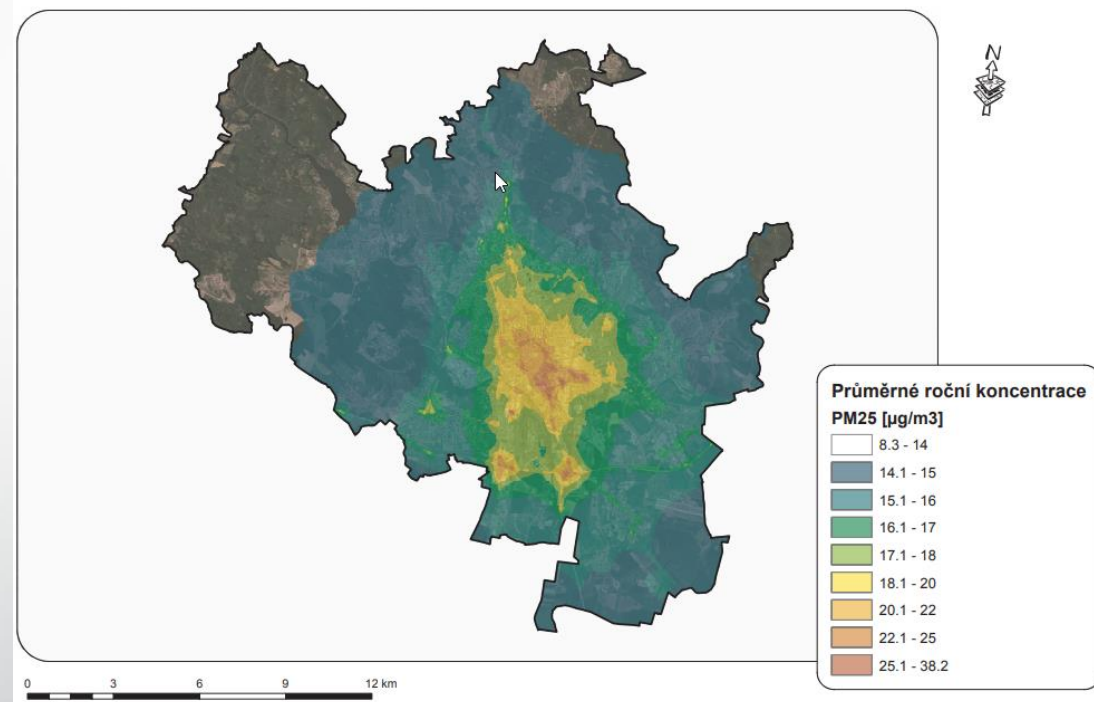 N
Průměrné roční koncentrace
PM25 [µg/m3]
8.3 - 14
14.1 - 15
15.1 - 16
16.1 - 17
17.1 - 18
18.1 - 20
20.1 - 22
22.1 - 25
25.1 - 38.2
0 3 6 9 12 km